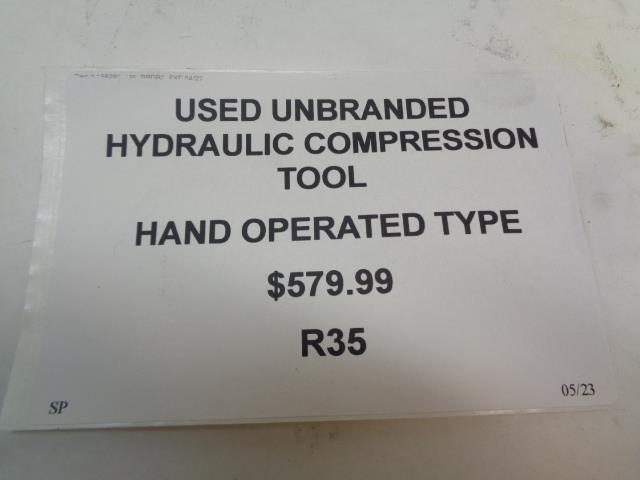 USED UNBRANDED
HYDRAULIC COMPRESSION
TOOL
HAND OPERATED TYPE
$579.99
R35
SP
05/23